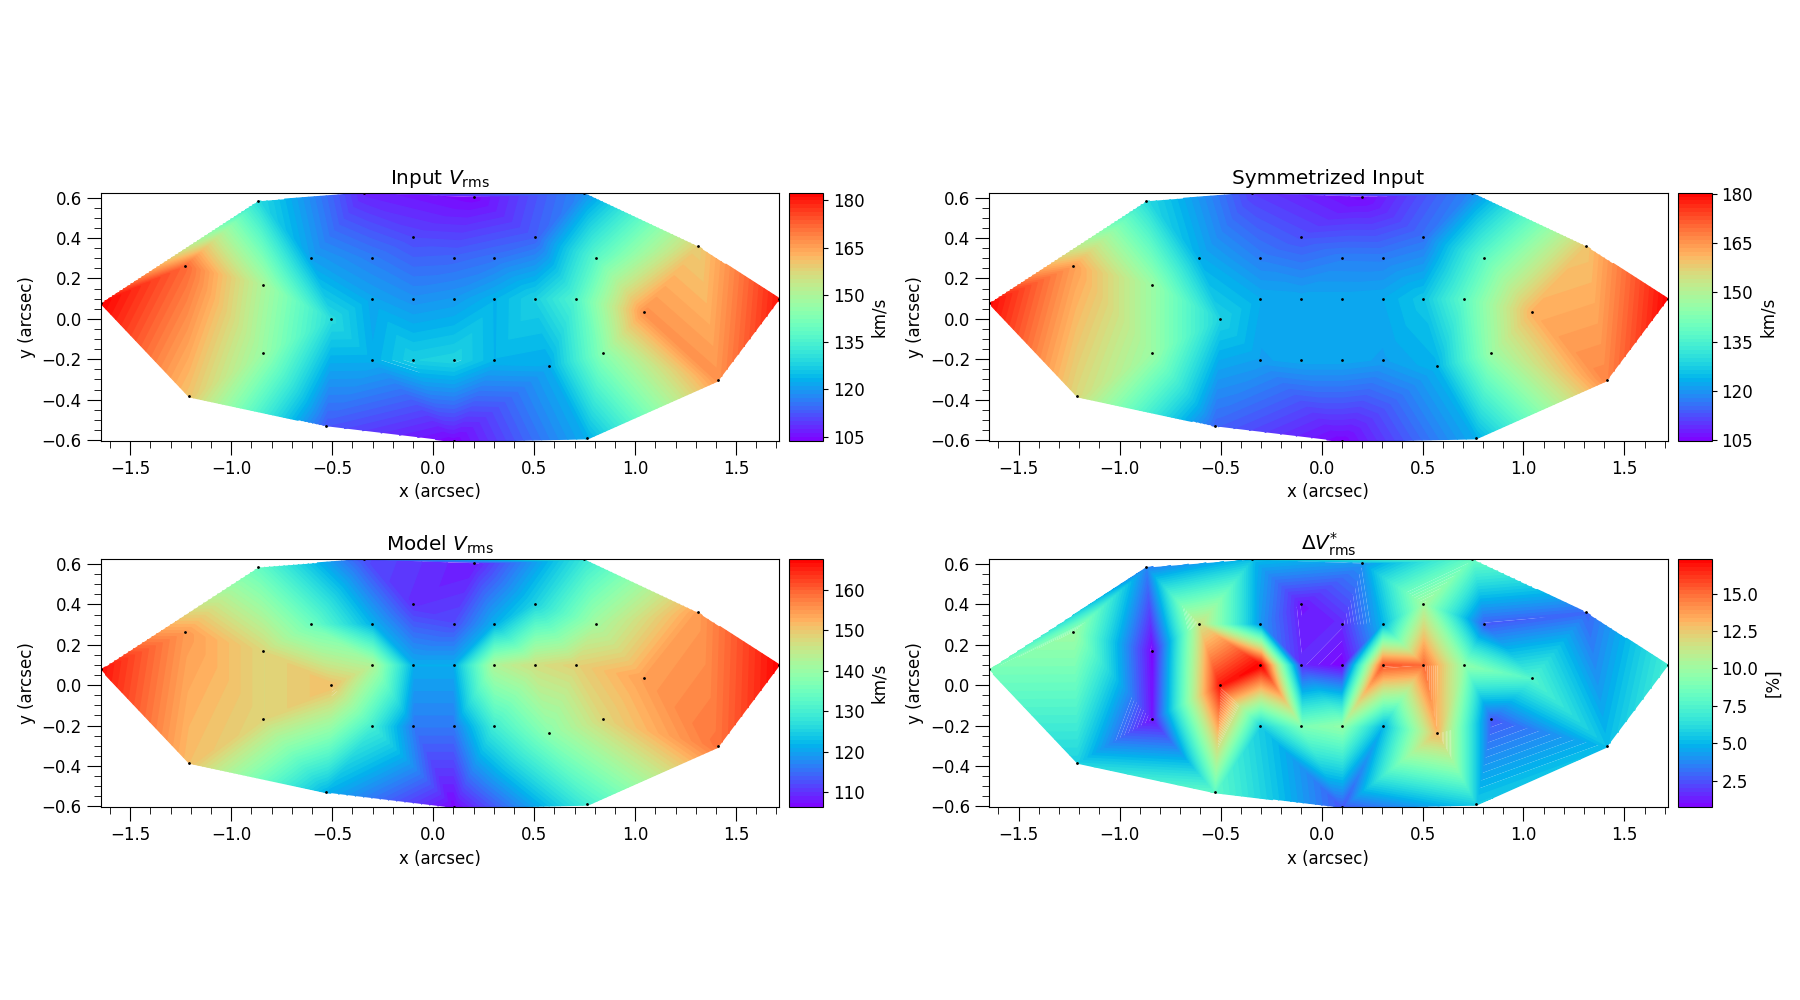 Input V_rms
y (arcsec)
0.6
0.4
0.2
0.0
−0.2
−0.4
−0.6
−1.5 −1.0 −0.5 0.0 0.5 1.0 1.5
x (arcsec)
180
165
150
135
120
105
km/s
Symmetrized Input
y (arcsec)
0.6
0.4
0.2
0.0
−0.2
−0.4
−0.6
−1.5 −1.0 −0.5 0.0 0.5 1.0 1.5
x (arcsec)
180
165
150
135
120
105
km/s
Model V_rms
y (arcsec)
0.6
0.4
0.2
0.0
−0.2
−0.4
−0.6
−1.5 −1.0 −0.5 0.0 0.5 1.0 1.5
x (arcsec)
160
150
140
130
120
110
km/s
ΔV*_rms
y (arcsec)
0.6
0.4
0.2
0.0
−0.2
−0.4
−0.6
−1.5 −1.0 −0.5 0.0 0.5 1.0 1.5
x (arcsec)
15.0
12.5
10.0
7.5
5.0
2.5
[%]